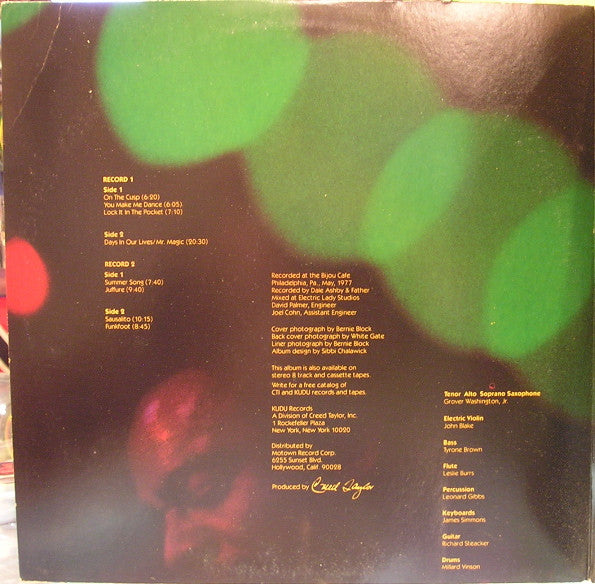 RECORD 1
Side 1
On The Cusp (6:20)
You Make Me Dance (6:05)
Lock It In The Pocket (7:10)
Side 2
Days In Our Lives/Mr. Magic (20:30)
RECORD 2
Side 1
Summer Song (7:40)
Juffure (9:40)
Side 2
Sausalito (10:15)
Funkfoot (8:45)
Recorded at the Bijou Cafe
Philadelphia, Pa., May, 1977
Recorded by Dale Ashby & Father
Mixed at Electric Lady Studios
David Palmer, Engineer
Joel Cohn, Assistant Engineer
Cover photograph by Bernie Block
Back cover photograph by White Gate
Liner photograph by Bernie Block
Album design by Sibbi Chalawick
This album is also available on
stereo 8 track and cassette tapes.
Write for a free catalog of
CTI and KUDU records and tapes.
KUDU Records
A Division of Creed Taylor, Inc.
1 Rockefeller Plaza
New York, New York 10020
Distributed by
Motown Record Corp.
6255 Sunset Blvd.
Hollywood, Calif. 90028
Produced by Creed Taylor
Tenor Alto Soprano Saxophone
Grover Washington, Jr.
Electric Violin
John Blake
Bass
Tyrone Brown
Flute
Leslie Burrs
Percussion
Leonard Gibbs
Keyboards
James Simmons
Guitar
Richard Steacker
Drums
Millard Vinson